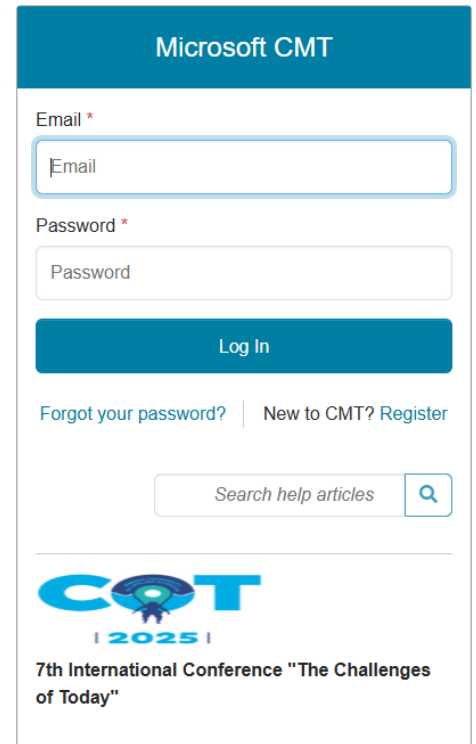 Microsoft CMT
Email *
Email
Password *
Password
Log In
Forgot your password? New to CMT? Register
Search help articles
COT
| 2025 |
7th International Conference "The Challenges
of Today"